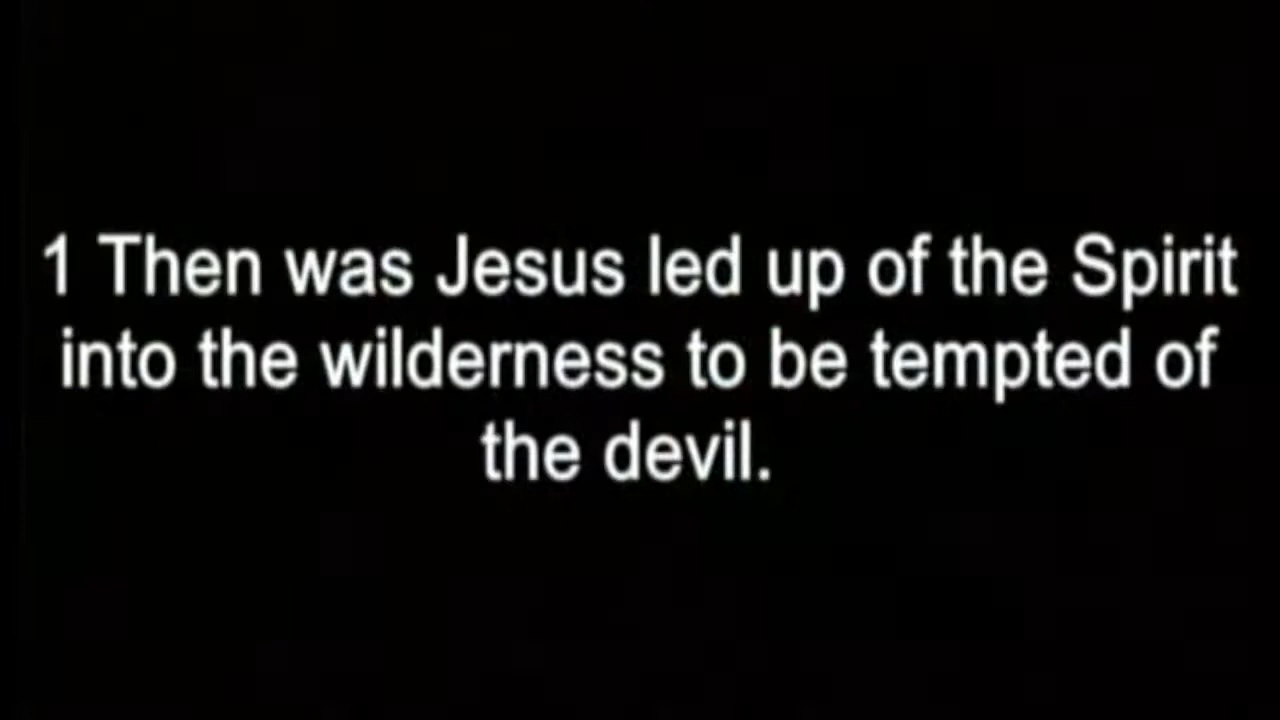 1 Then was Jesus led up of the Spirit
into the wilderness to be tempted of
the devil.